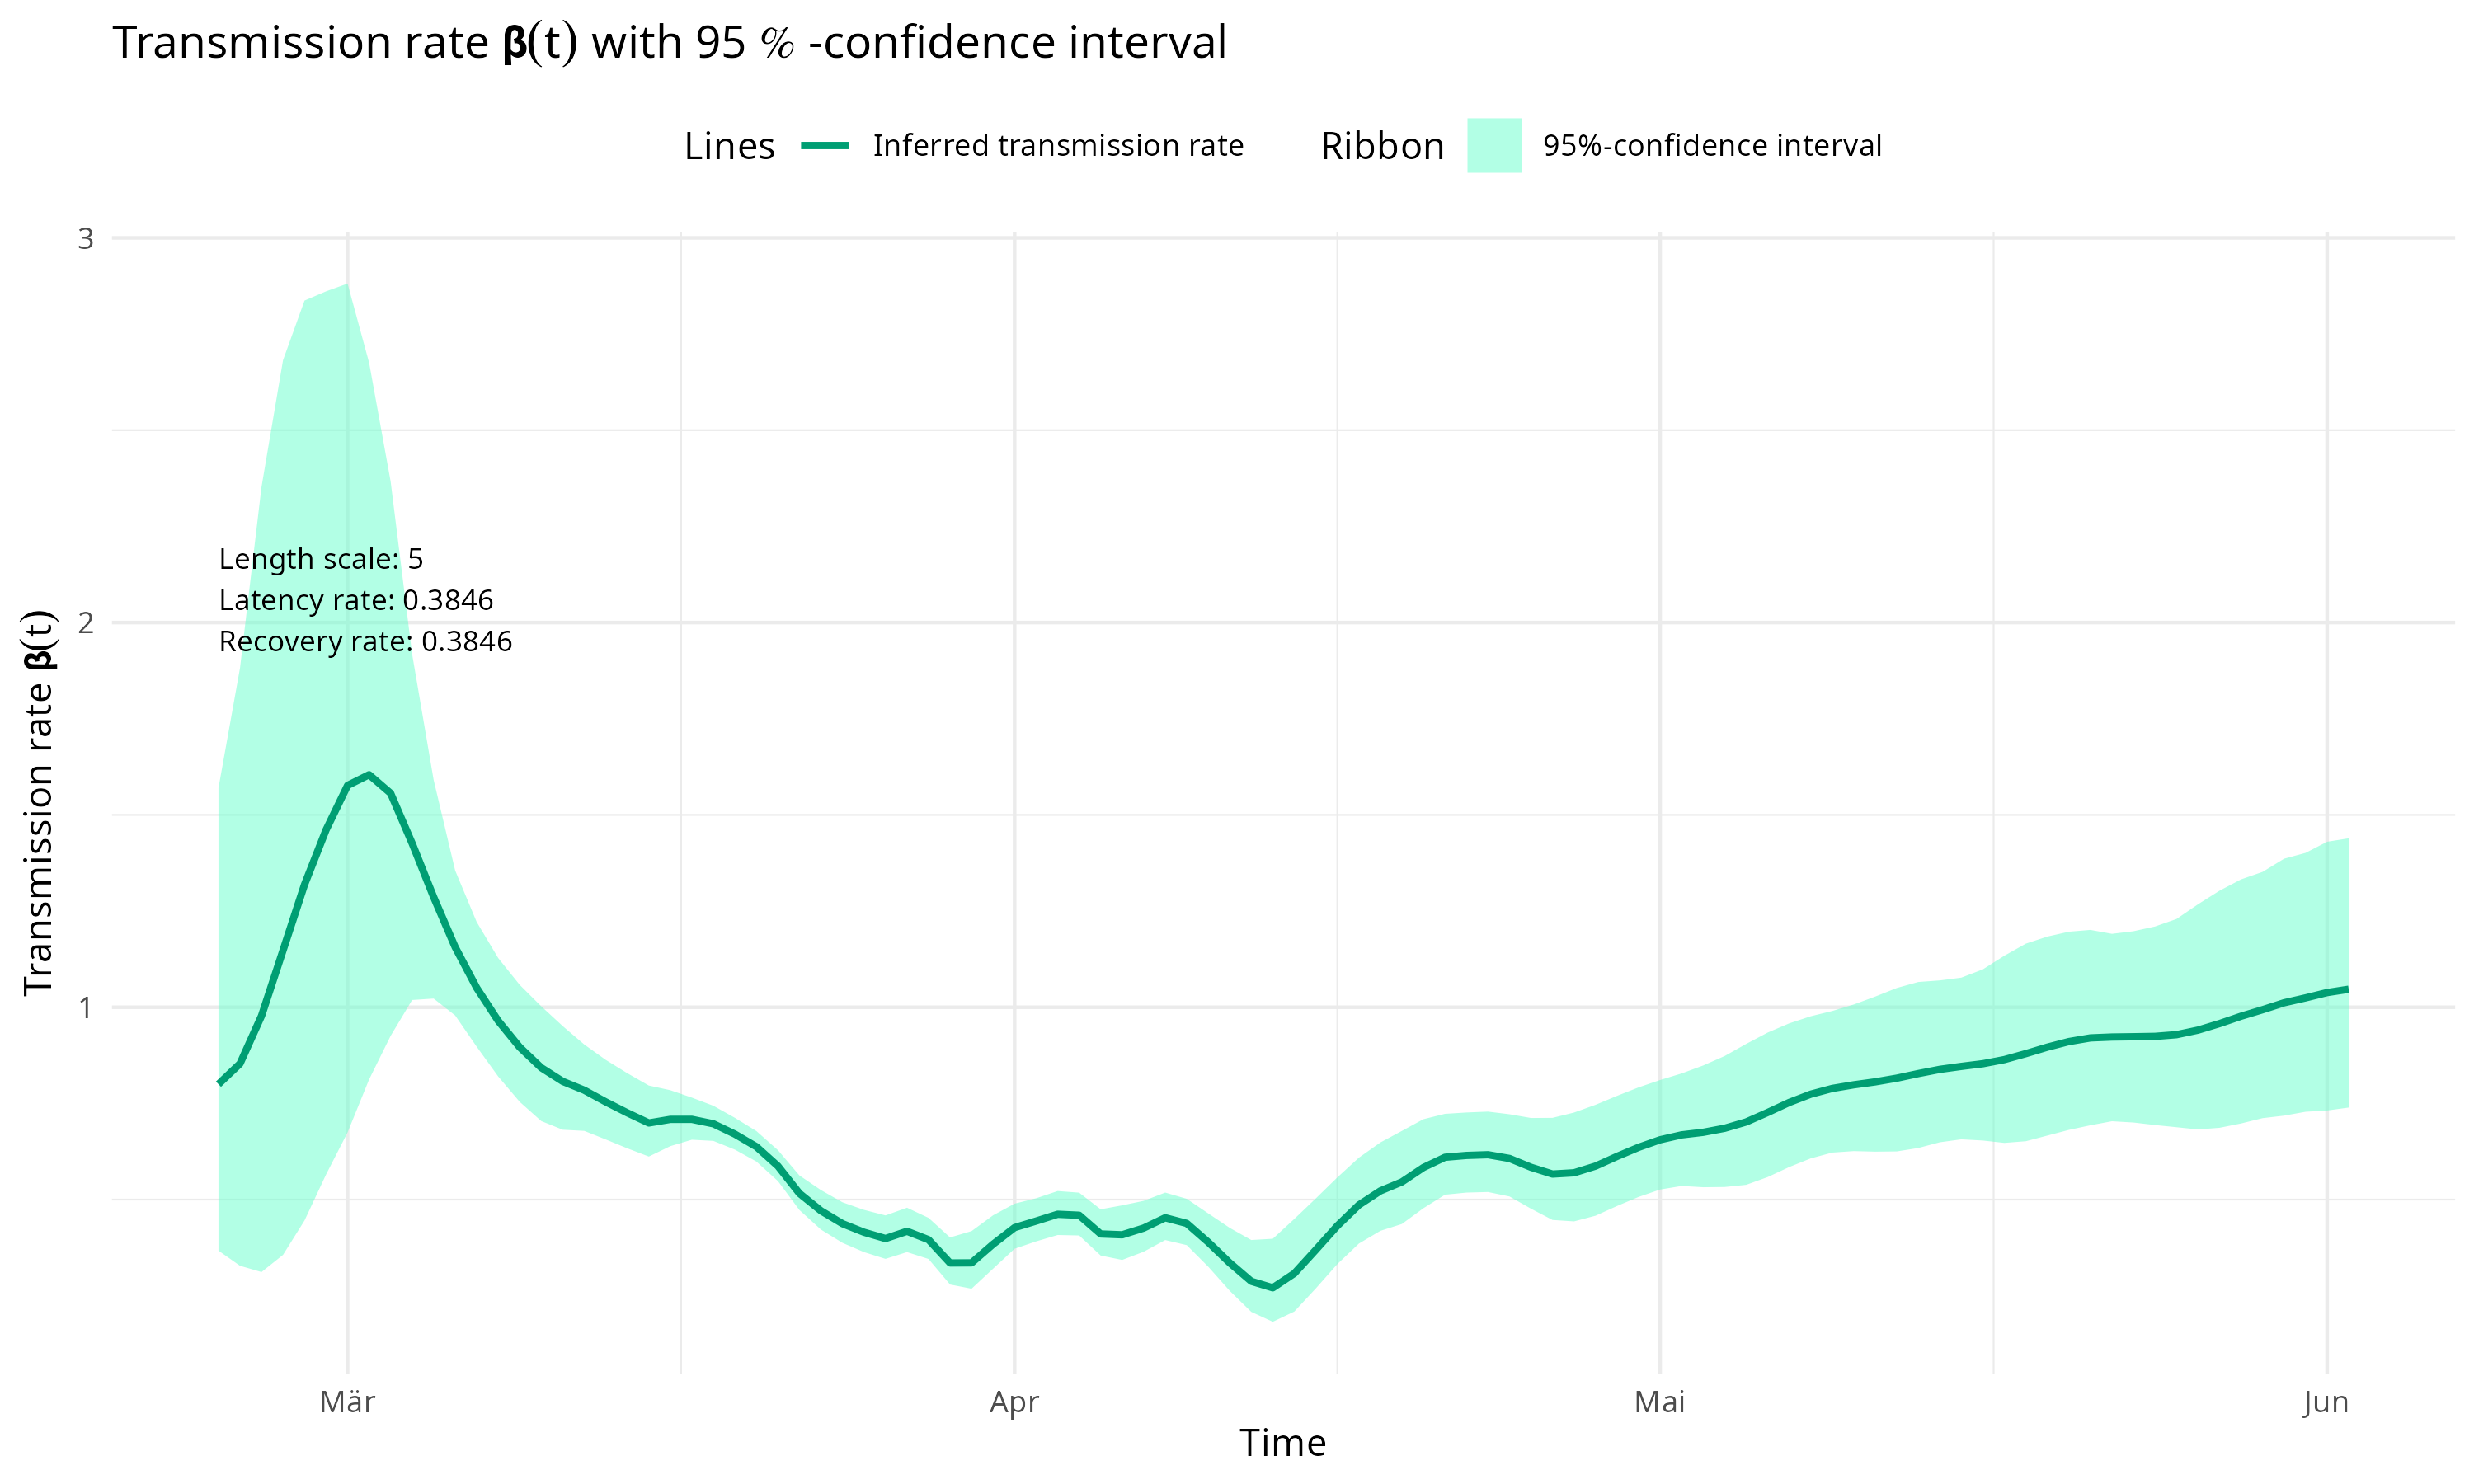 Transmission rate β(t) with 95 % -confidence interval
Lines Inferred transmission rate Ribbon 95%-confidence interval
3
2
1
Transmission rate β(t)
Length scale: 5
Latency rate: 0.3846
Recovery rate: 0.3846
Mär Apr Mai Jun
Time